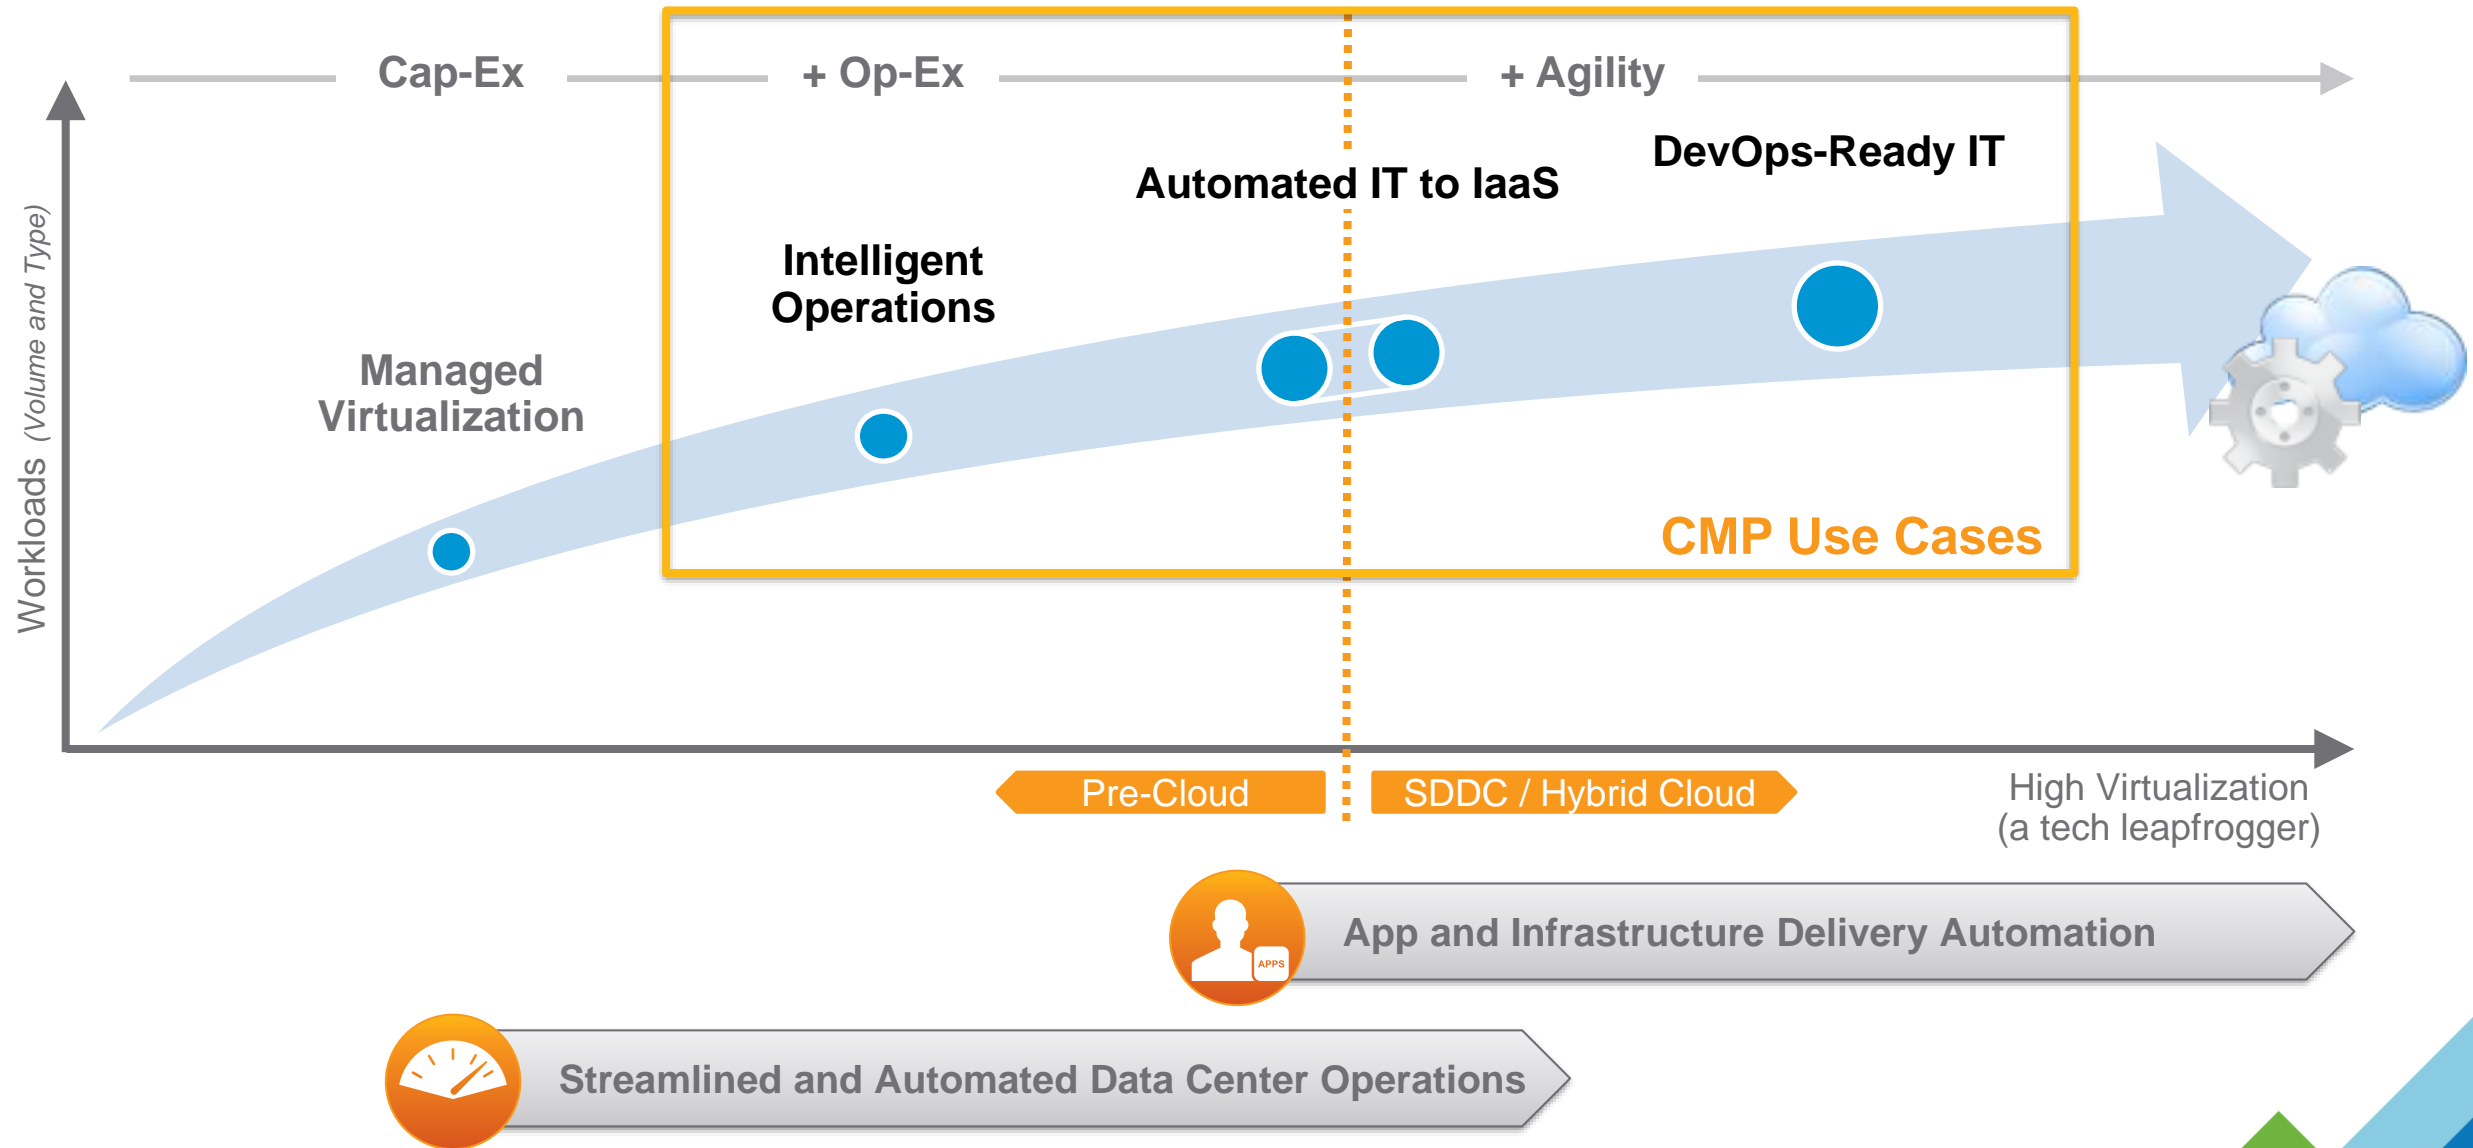 Cap-Ex
+ Op-Ex
+ Agility
DevOps-Ready IT
Automated IT to IaaS
Intelligent
Operations
Managed
Virtualization
Workloads (Volume and Type)
CMP Use Cases
Pre-Cloud
SDDC / Hybrid Cloud
High Virtualization
(a tech leapfrogger)
APPS
App and Infrastructure Delivery Automation
Streamlined and Automated Data Center Operations